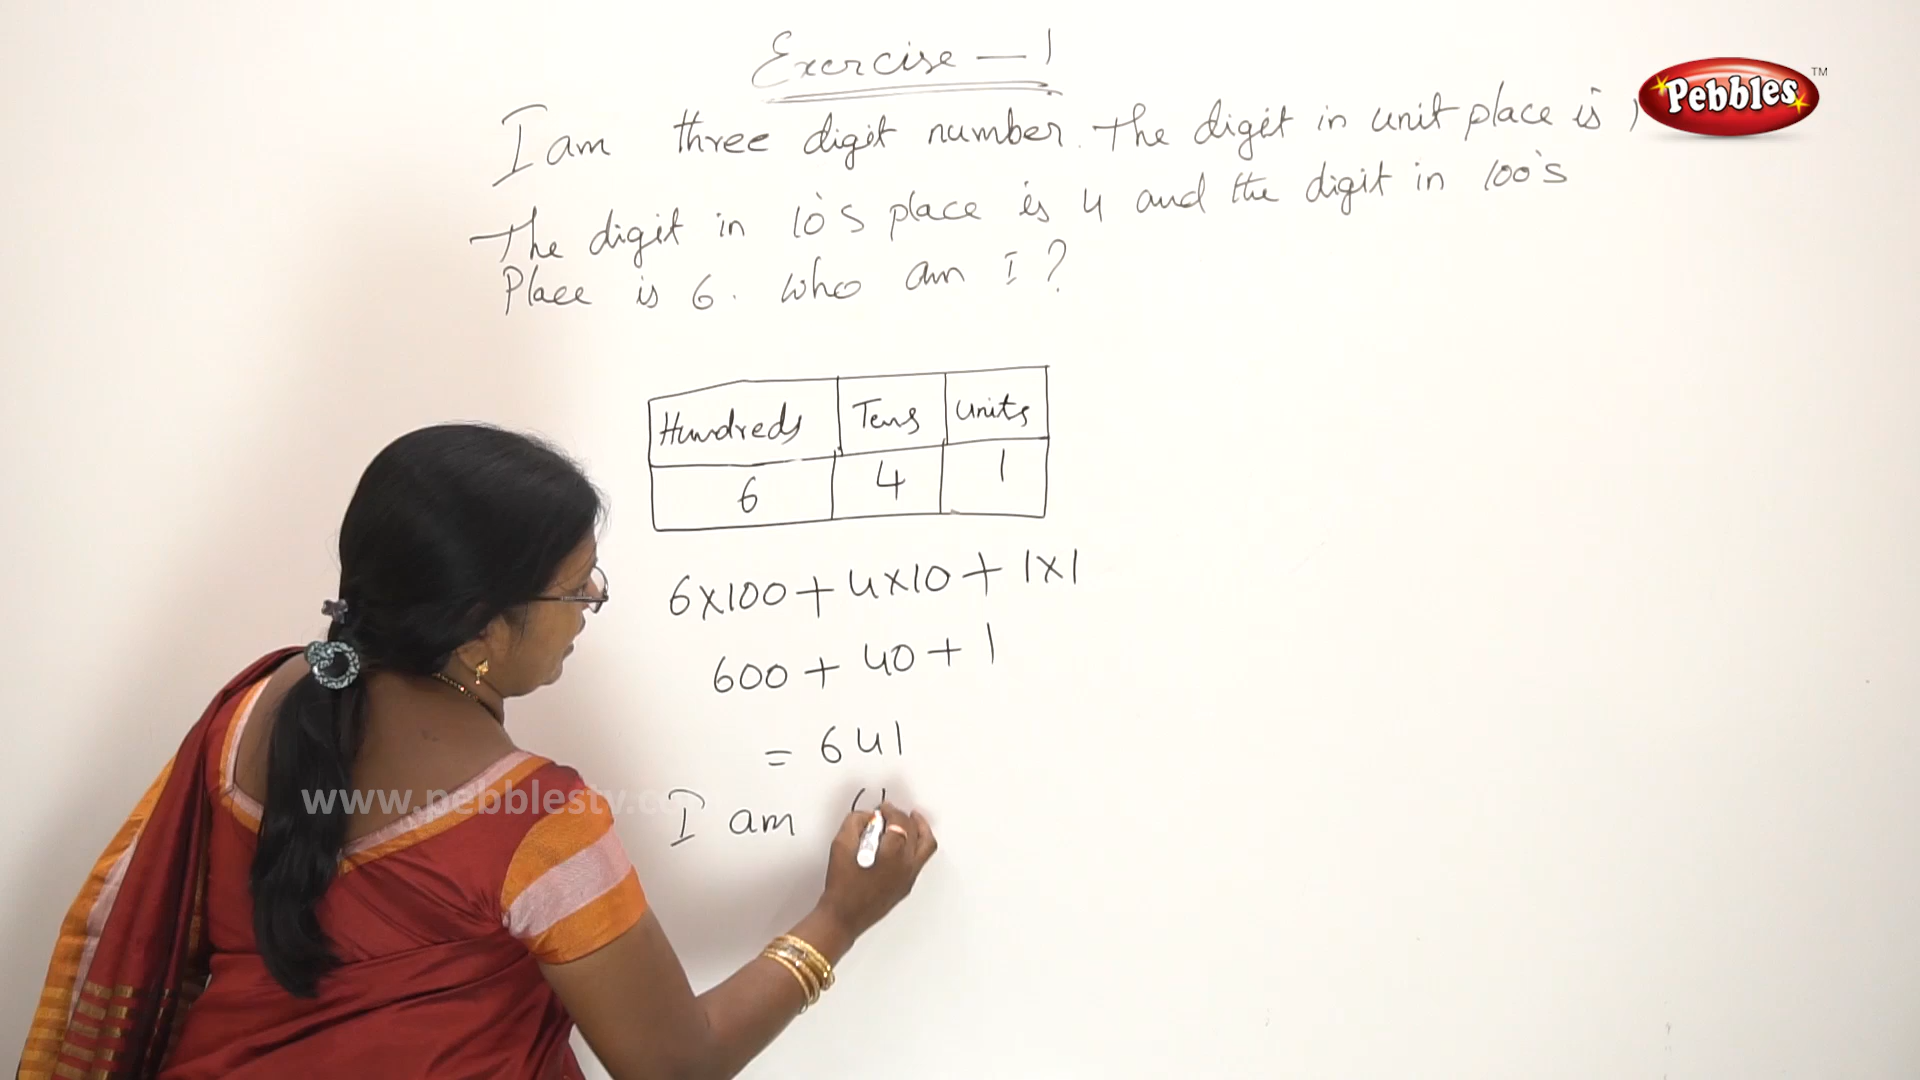 Exercise - 1
Pebbles TM
I am three digit number. The digit in unit place is 1
The digit in 10's place is 4 and the digit in 100's
Place is 6. Who am I?
Hundreds Tens Units
6 4 1
6x100 + 4x10 + 1x1
600 + 40 + 1
= 641
www.pebblestv.c
I am